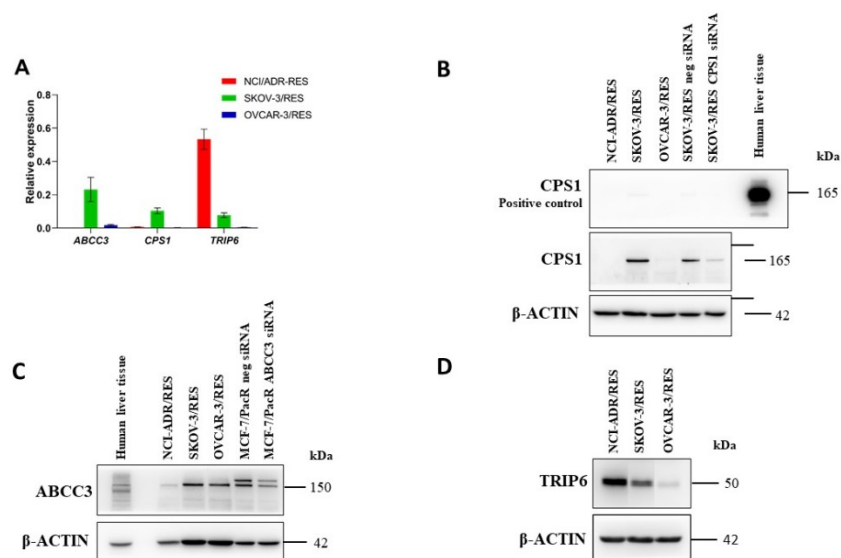 A
NCI/ADR-RES
SKOV-3/RES
OVCAR-3/RES
Relative expression
0.8
0.6
0.4
0.2
0.0
ABCC3 CPS1 TRIP6
B
NCI-ADR/RES
SKOV-3/RES
OVCAR-3/RES
SKOV-3/RES neg siRNA
SKOV-3/RES CPS1 siRNA
Human liver tissue
kDa
CPS1
Positive control
165
CPS1
165
β-ACTIN
42
C
Human liver tissue
NCI-ADR/RES
SKOV-3/RES
OVCAR-3/RES
MCF-7/PacR neg siRNA
MCF-7/PacR ABCC3 siRNA
kDa
ABCC3
150
β-ACTIN
42
D
NCI-ADR/RES
SKOV-3/RES
OVCAR-3/RES
kDa
TRIP6
50
β-ACTIN
42